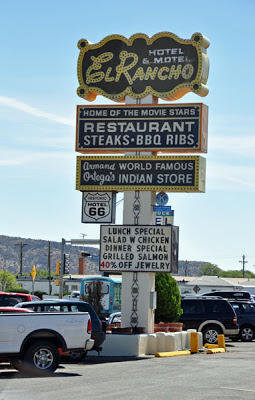 HOTEL
& MOTEL
El RANCHO
HOME OF THE MOVIE STARS
RESTAURANT
STEAKS • BBQ RIBS
Armand Ortega's
WORLD FAMOUS
INDIAN STORE
HISTORIC
HOTEL
66
LUNCH SPECIAL
SALAD W CHICKEN
DINNER SPECIAL
GRILLED SALMON
40% OFF JEWELRY